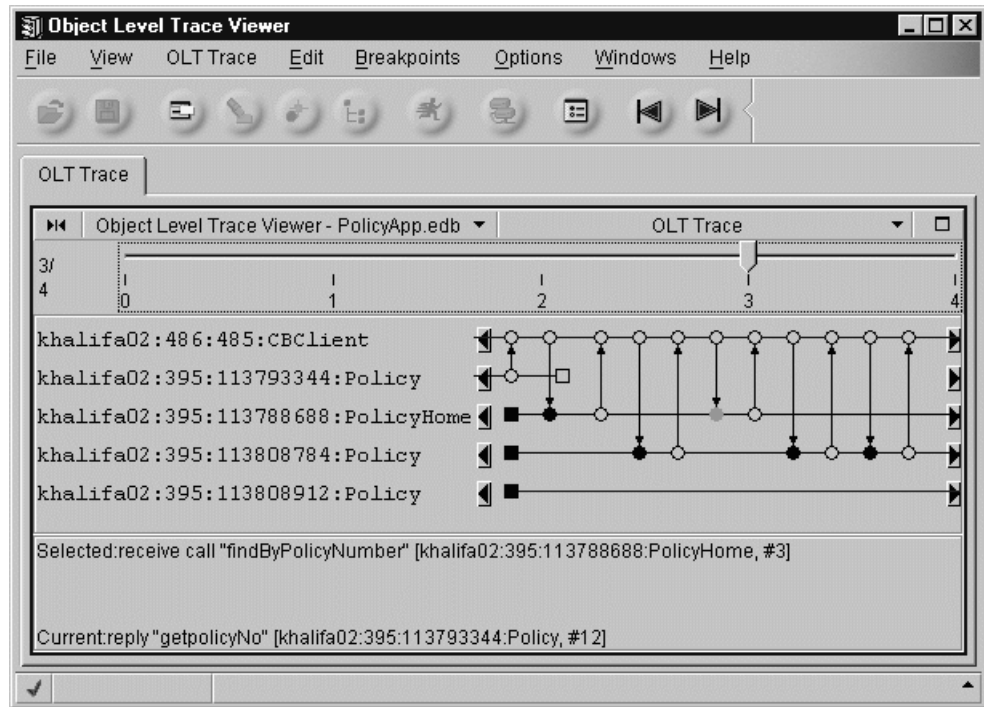 Object Level Trace Viewer
File View OLT Trace Edit Breakpoints Options Windows Help
OLT Trace
Object Level Trace Viewer - PolicyApp.edb OLT Trace
3/
4
0 1 2 3 4
khalifa02:486:485:CBClient
khalifa02:395:113793344:Policy
khalifa02:395:113788688:PolicyHome
khalifa02:395:113808784:Policy
khalifa02:395:113808912:Policy
Selected:receive call "findByPolicyNumber" [khalifa02:395:113788688:PolicyHome, #3]
Current:reply "getpolicyNo" [khalifa02:395:113793344:Policy, #12]